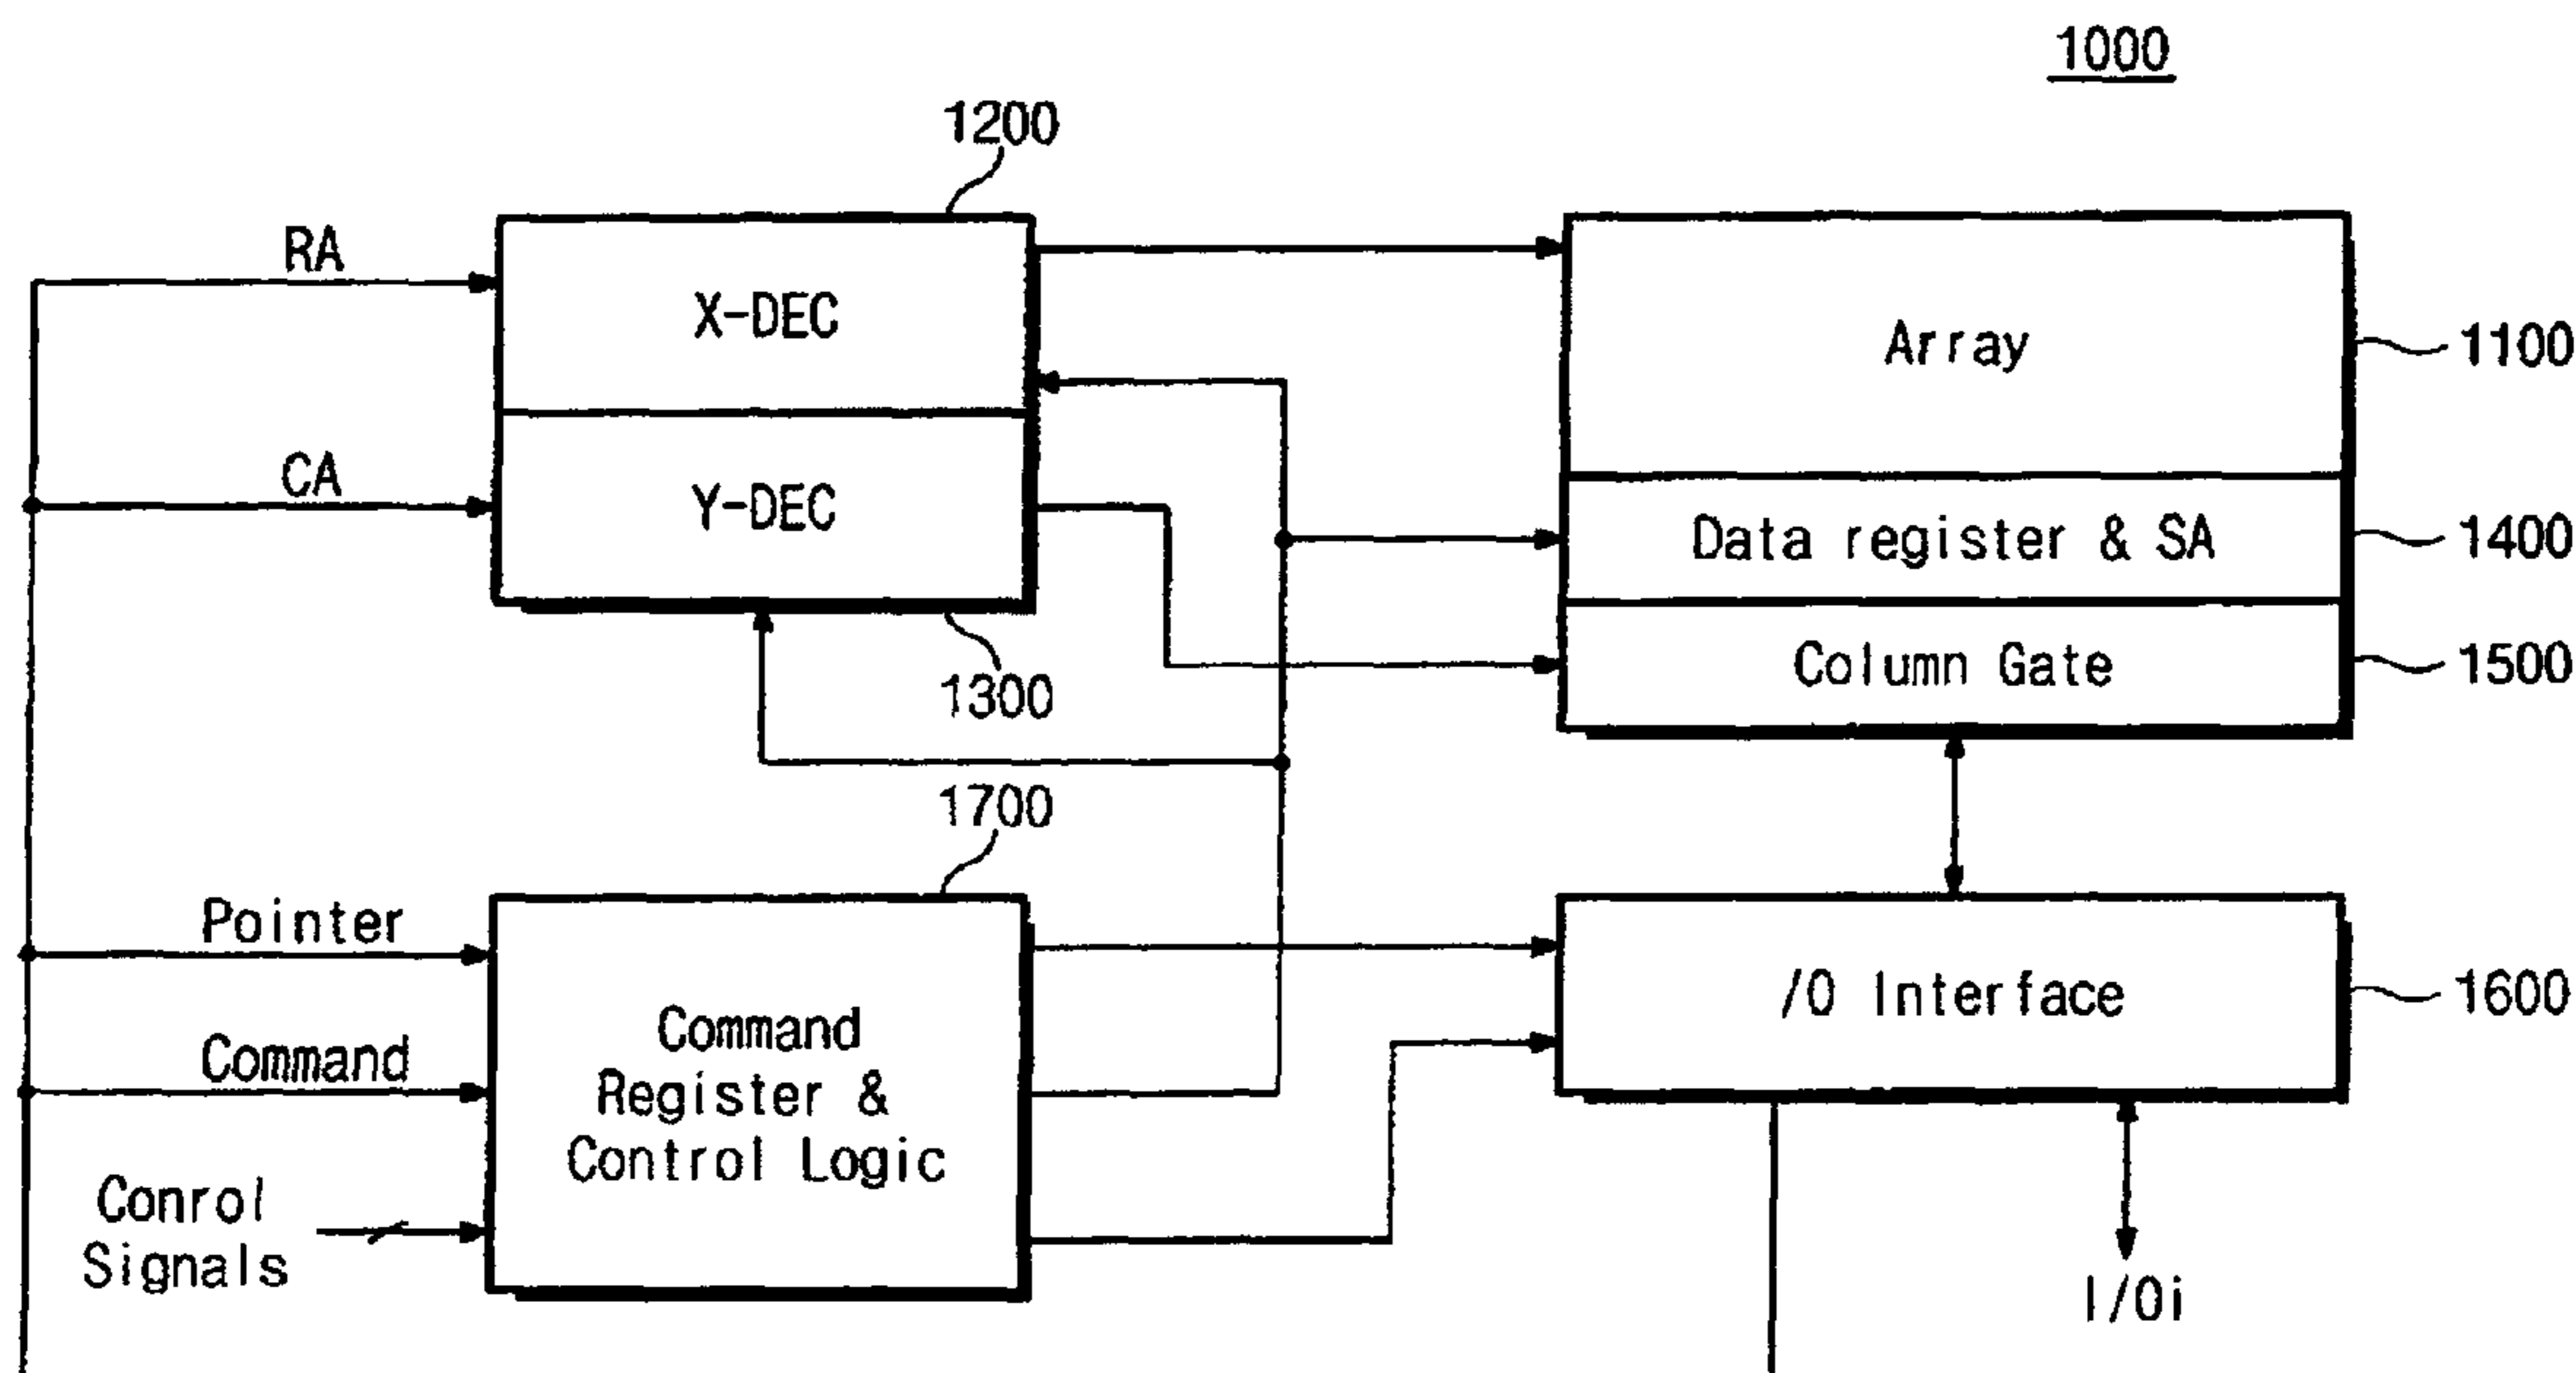 1000
1200
RA
X-DEC
Array
1100
CA
Y-DEC
Data register & SA
1400
Column Gate
1500
1300
1700
Pointer
/O Interface
1600
Command
Command
Register &
Control Logic
Conrol
Signals
I/Oi